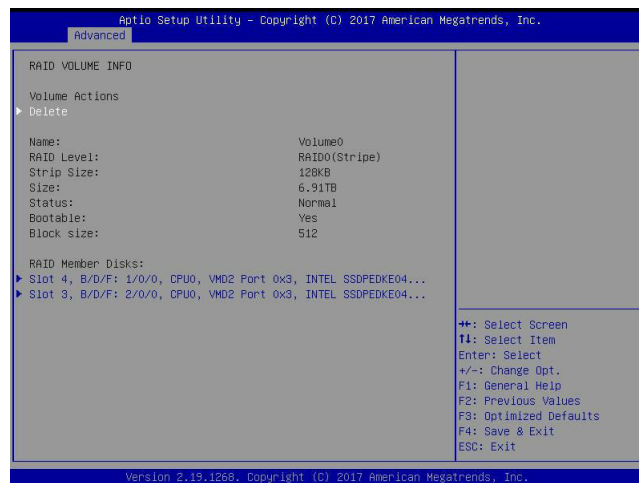 Aptio Setup Utility – Copyright (C) 2017 American Megatrends, Inc.
Advanced
RAID VOLUME INFO
Volume Actions
Delete
Name: Volume0
RAID Level: RAID0(Stripe)
Strip Size: 128KB
Size: 6.91TB
Status: Normal
Bootable: Yes
Block size: 512
RAID Member Disks:
Slot 4, B/D/F: 1/0/0, CPU0, VMD2 Port 0x3, INTEL SSDPEDKE04...
Slot 3, B/D/F: 2/0/0, CPU0, VMD2 Port 0x3, INTEL SSDPEDKE04...
→←: Select Screen
↑↓: Select Item
Enter: Select
+/-: Change Opt.
F1: General Help
F2: Previous Values
F3: Optimized Defaults
F4: Save & Exit
ESC: Exit
Version 2.19.1268. Copyright (C) 2017 American Megatrends, Inc.